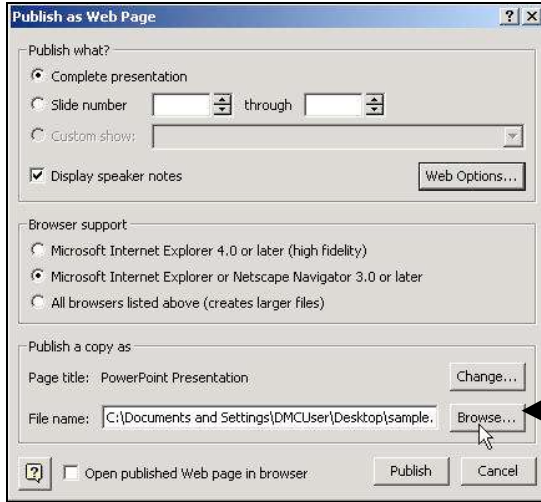 Publish as Web Page
Publish what?
Complete presentation
Slide number through
Custom show:
Display speaker notes Web Options...
Browser support
Microsoft Internet Explorer 4.0 or later (high fidelity)
Microsoft Internet Explorer or Netscape Navigator 3.0 or later
All browsers listed above (creates larger files)
Publish a copy as
Page title: PowerPoint Presentation Change...
File name: C:\Documents and Settings\DMCUser\Desktop\sample. Browse...
Open published Web page in browser Publish Cancel